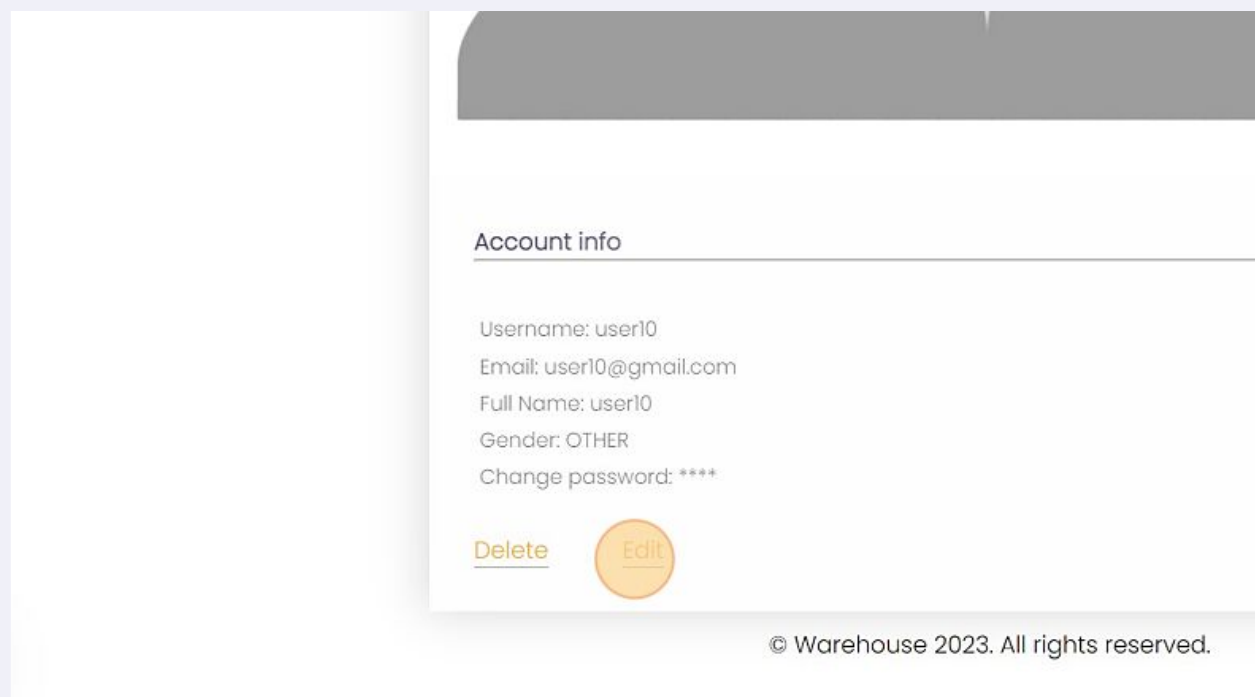 Account info
Username: user10
Email: user10@gmail.com
Full Name: user10
Gender: OTHER
Change password: ****
Delete Edit
© Warehouse 2023. All rights reserved.